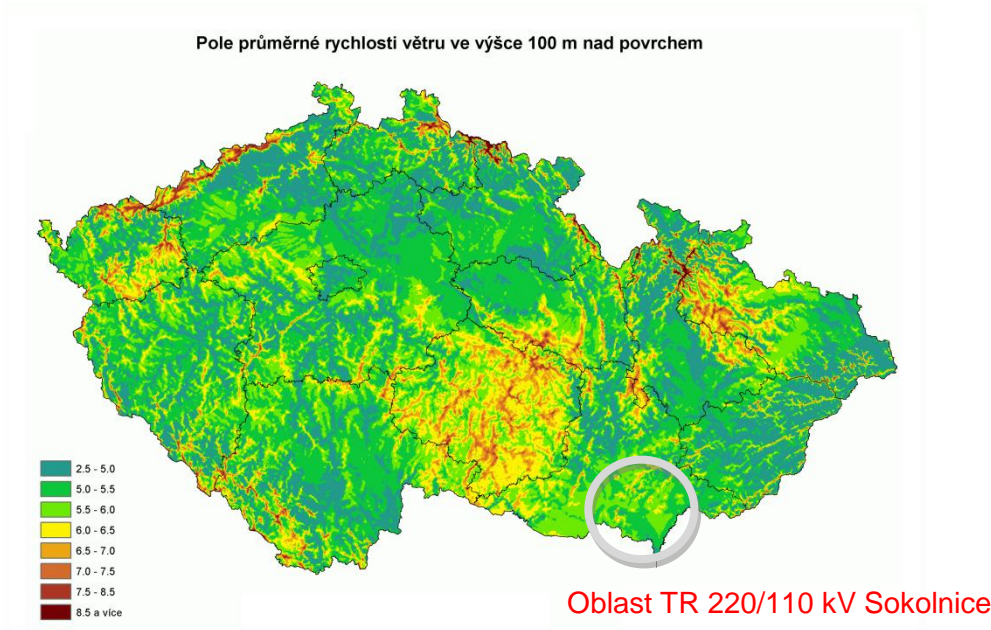 Pole průměrné rychlosti větru ve výšce 100 m nad povrchem
2.5 - 5.0
5.0 - 5.5
5.5 - 6.0
6.0 - 6.5
6.5 - 7.0
7.0 - 7.5
7.5 - 8.5
8.5 a více
Oblast TR 220/110 kV Sokolnice